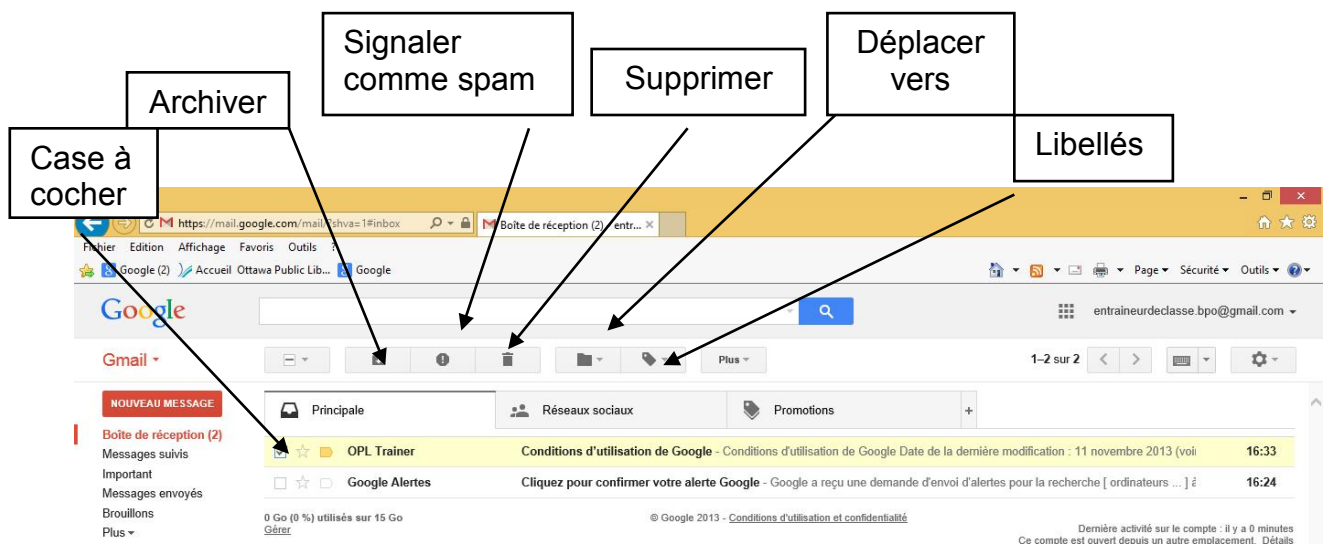 Signaler
comme spam
Déplacer
vers
Supprimer
Archiver
Libellés
Case à
cocher
https://mail.google.com/mail/?shva=1#inbox
Boîte de réception (2) - entr...
Fichier Edition Affichage Favoris Outils ?
Google (2) Accueil Ottawa Public Lib... Google
Page Sécurité Outils
Google
entraineurdeclasse.bpo@gmail.com
Gmail
Plus
1–2 sur 2
NOUVEAU MESSAGE
Principale
Réseaux sociaux
Promotions
+
Boîte de réception (2)
Messages suivis
Important
Messages envoyés
Brouillons
Plus
OPL Trainer Conditions d'utilisation de Google - Conditions d'utilisation de Google Date de la dernière modification : 11 novembre 2013 (voir 16:33
Google Alertes Cliquez pour confirmer votre alerte Google - Google a reçu une demande d'envoi d'alertes pour la recherche [ ordinateurs ... ] à 16:24
0 Go (0 %) utilisés sur 15 Go
Gérer
© Google 2013 - Conditions d'utilisation et confidentialité
Dernière activité sur le compte : il y a 0 minutes
Ce compte est ouvert depuis un autre emplacement. Détails